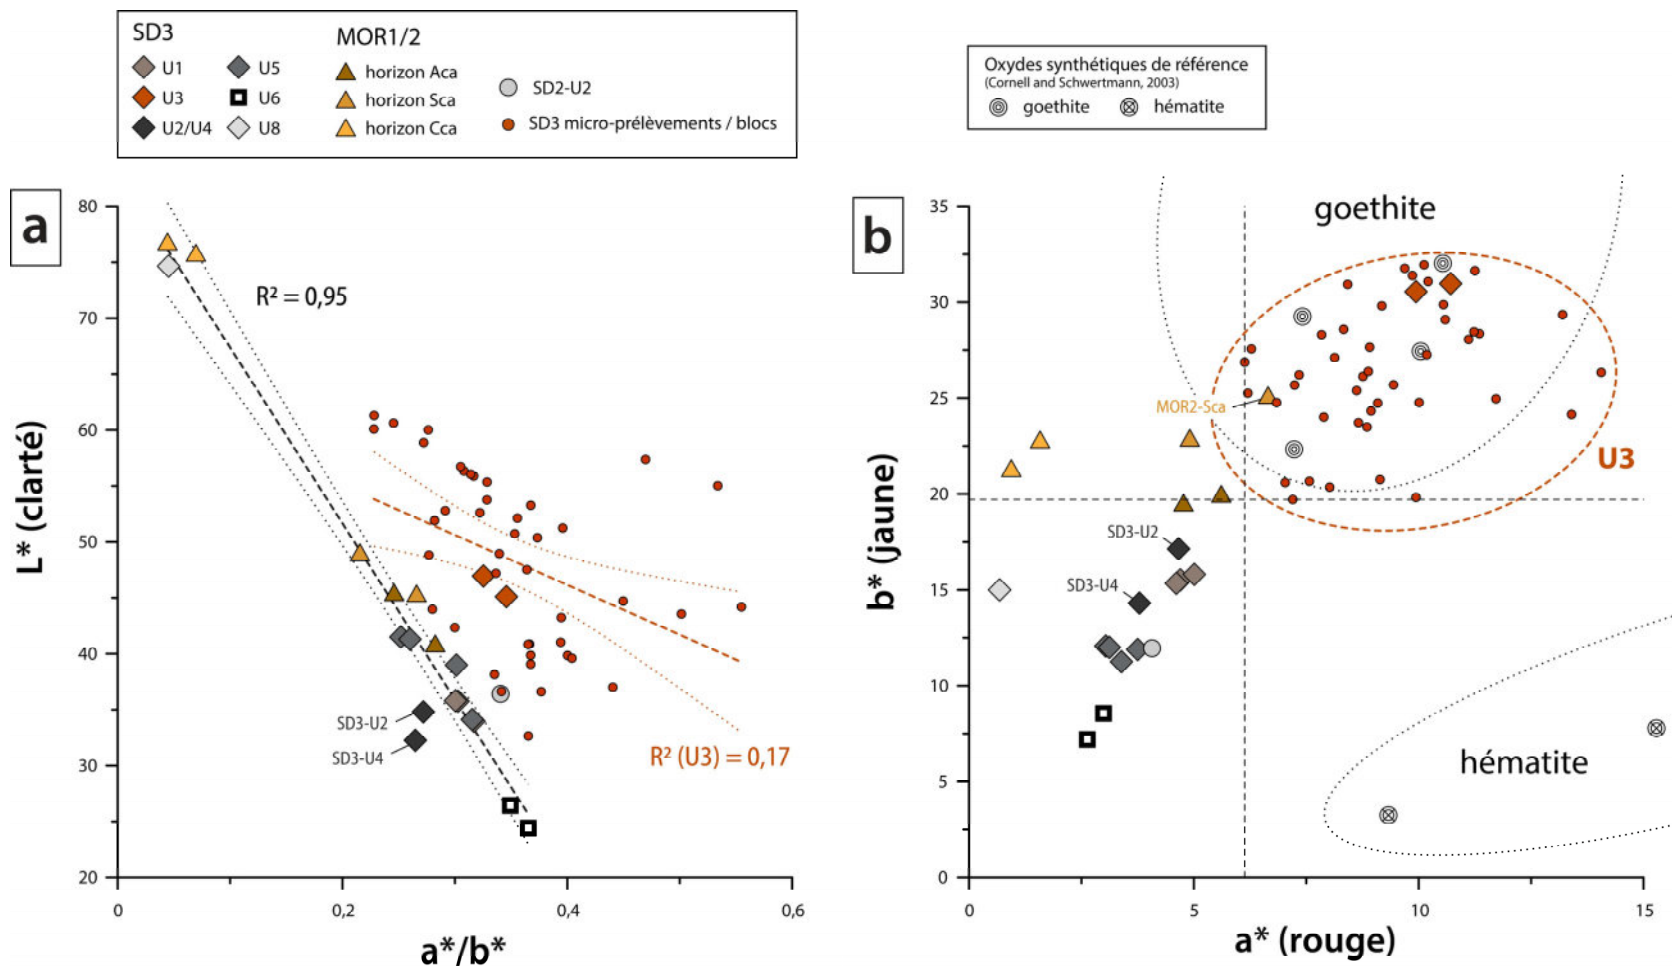 SD3
U1
U3
U2/U4
U5
U6
U8
MOR1/2
horizon Aca
horizon Sca
horizon Cca
SD2-U2
SD3 micro-prélèvements / blocs
Oxydes synthétiques de référence
(Cornell and Schwertmann, 2003)
goethite
hématite
a
80
70
60
50
40
30
20
L* (clarté)
R² = 0,95
SD3-U2
SD3-U4
R² (U3) = 0,17
0
0,2
0,4
0,6
a*/b*
b
35
30
25
20
15
10
5
0
b* (jaune)
goethite
MOR2-Sca
U3
SD3-U2
SD3-U4
hématite
0
5
10
15
a* (rouge)